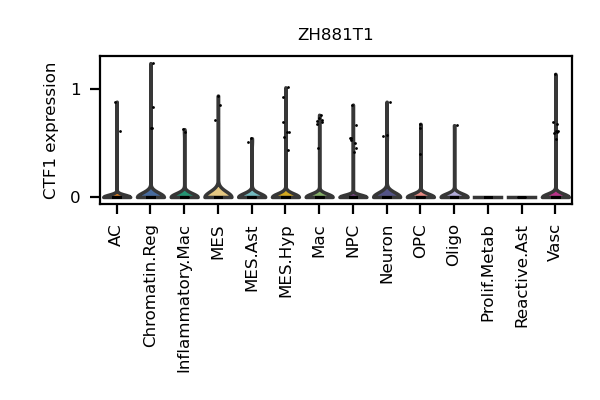 ZH881T1
CTF1 expression
1
0
AC
Chromatin.Reg
Inflammatory.Mac
MES
MES.Ast
MES.Hyp
Mac
NPC
Neuron
OPC
Oligo
Prolif.Metab
Reactive.Ast
Vasc